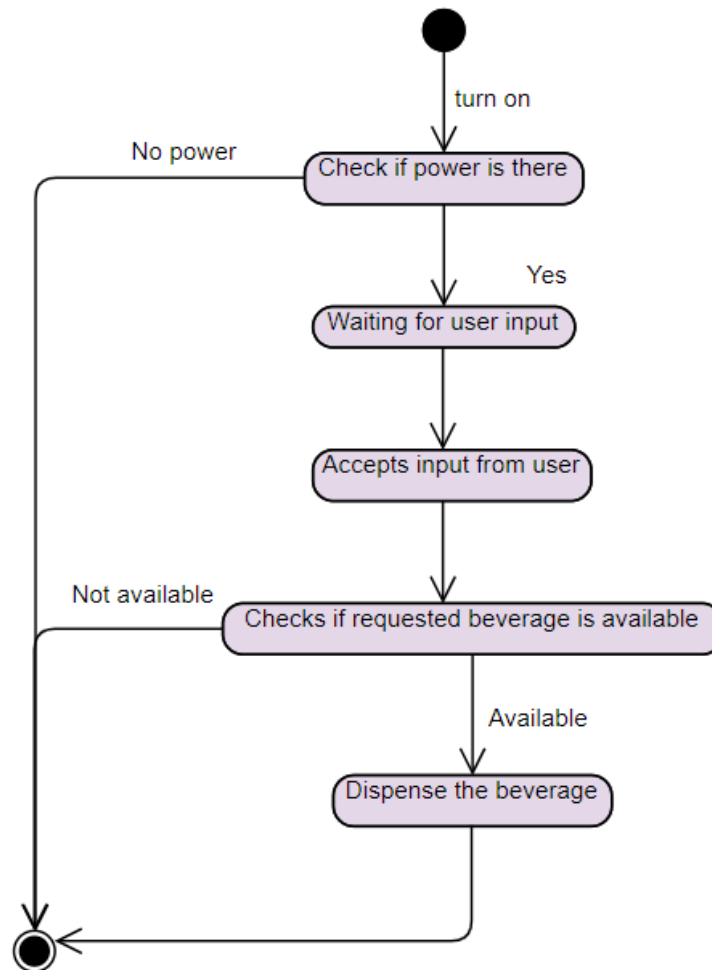 turn on
No power
Check if power is there
Yes
Waiting for user input
Accepts input from user
Not available
Checks if requested beverage is available
Available
Dispense the beverage